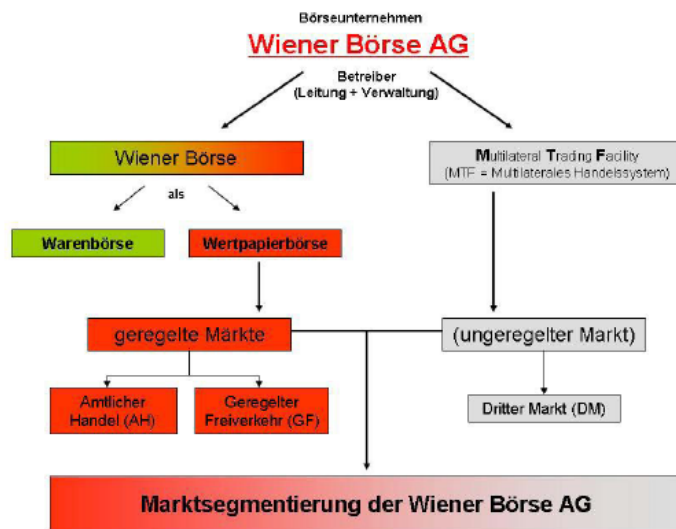 Börseunternehmen
Wiener Börse AG
Betreiber
(Leitung + Verwaltung)
Wiener Börse
Multilateral Trading Facility
(MTF = Multilaterales Handelssystem)
als
Warenbörse
Wertpapierbörse
geregelte Märkte
(ungeregelter Markt)
Amtlicher
Handel (AH)
Geregelter
Freiverkehr (GF)
Dritter Markt (DM)
Marktsegmentierung der Wiener Börse AG